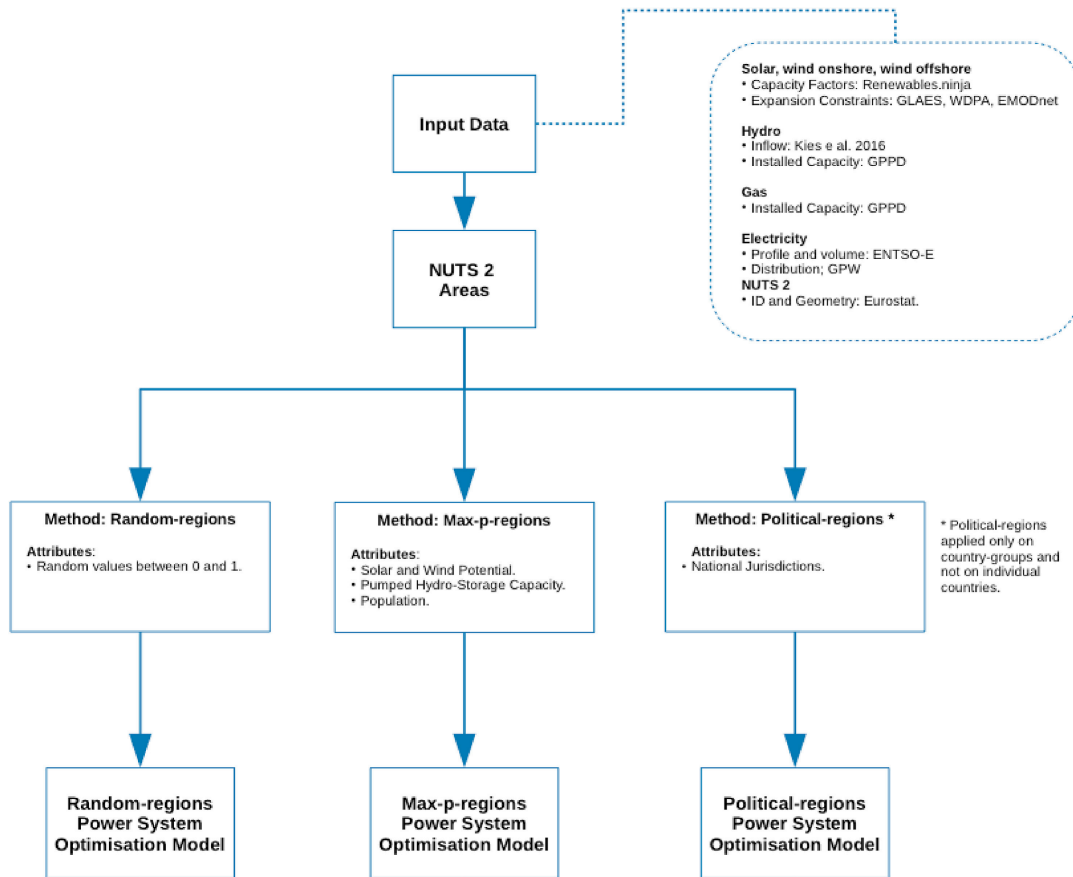 Input Data
Solar, wind onshore, wind offshore
• Capacity Factors: Renewables.ninja
• Expansion Constraints: GLAES, WDPA, EMODnet
Hydro
• Inflow: Kies e al. 2016
• Installed Capacity: GPPD
Gas
• Installed Capacity: GPPD
Electricity
• Profile and volume: ENTSO-E
• Distribution; GPW
NUTS 2
• ID and Geometry: Eurostat.
NUTS 2
Areas
Method: Random-regions
Attributes:
• Random values between 0 and 1.
Method: Max-p-regions
Attributes:
• Solar and Wind Potential.
• Pumped Hydro-Storage Capacity.
• Population.
Method: Political-regions *
Attributes:
• National Jurisdictions.
* Political-regions
applied only on
country-groups and
not on individual
countries.
Random-regions
Power System
Optimisation Model
Max-p-regions
Power System
Optimisation Model
Political-regions
Power System
Optimisation Model